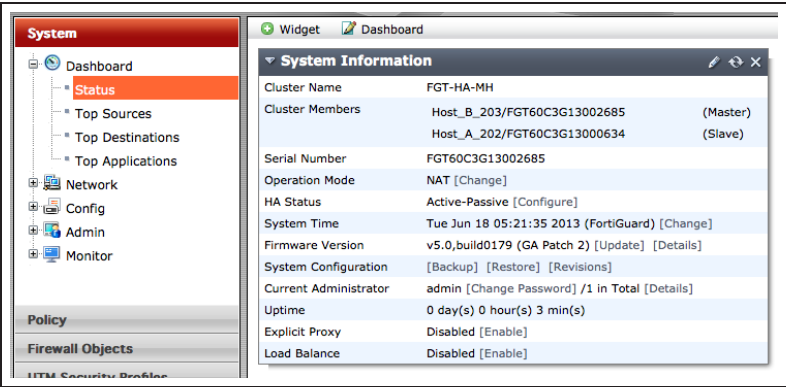 System
Dashboard
Status
Top Sources
Top Destinations
Top Applications
Network
Config
Admin
Monitor
Policy
Firewall Objects
UTM Security Profiles
Widget Dashboard
System Information
Cluster Name FGT-HA-MH
Cluster Members Host_B_203/FGT60C3G13002685 (Master)
Host_A_202/FGT60C3G13000634 (Slave)
Serial Number FGT60C3G13002685
Operation Mode NAT [Change]
HA Status Active-Passive [Configure]
System Time Tue Jun 18 05:21:35 2013 (FortiGuard) [Change]
Firmware Version v5.0,build0179 (GA Patch 2) [Update] [Details]
System Configuration [Backup] [Restore] [Revisions]
Current Administrator admin [Change Password] /1 in Total [Details]
Uptime 0 day(s) 0 hour(s) 3 min(s)
Explicit Proxy Disabled [Enable]
Load Balance Disabled [Enable]